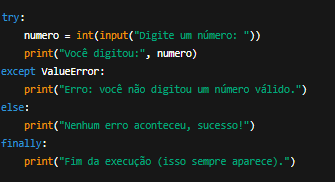 try:
    numero = int(input("Digite um número: "))
    print("Você digitou:", numero)
except ValueError:
    print("Erro: você não digitou um número válido.")
else:
    print("Nenhum erro aconteceu, sucesso!")
finally:
    print("Fim da execução (isso sempre aparece).")